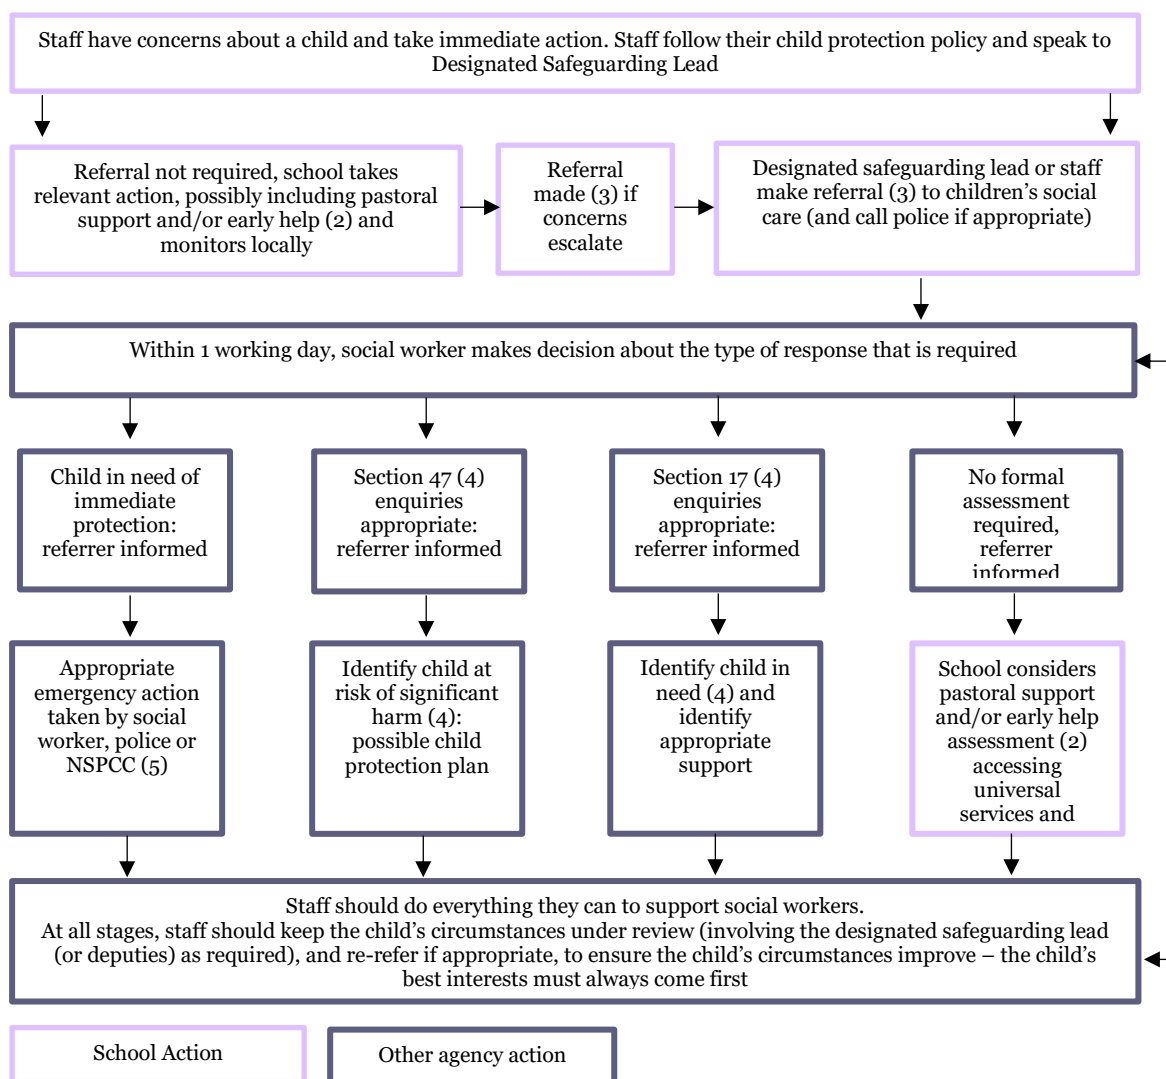 Staff have concerns about a child and take immediate action. Staff follow their child protection policy and speak to
Designated Safeguarding Lead
Referral not required, school takes
relevant action, possibly including pastoral
support and/or early help (2) and
monitors locally
Referral
made (3) if
concerns
escalate
Designated safeguarding lead or staff
make referral (3) to children’s social
care (and call police if appropriate)
Within 1 working day, social worker makes decision about the type of response that is required
Child in need of
immediate
protection:
referrer informed
Section 47 (4)
enquiries
appropriate:
referrer informed
Section 17 (4)
enquiries
appropriate:
referrer informed
No formal
assessment
required,
referrer
informed
Appropriate
emergency action
taken by social
worker, police or
NSPCC (5)
Identify child at
risk of significant
harm (4):
possible child
protection plan
Identify child in
need (4) and
identify
appropriate
support
School considers
pastoral support
and/or early help
assessment (2)
accessing
universal
services and
Staff should do everything they can to support social workers.
At all stages, staff should keep the child’s circumstances under review (involving the designated safeguarding lead
(or deputies) as required), and re-refer if appropriate, to ensure the child’s circumstances improve – the child’s
best interests must always come first
School Action
Other agency action